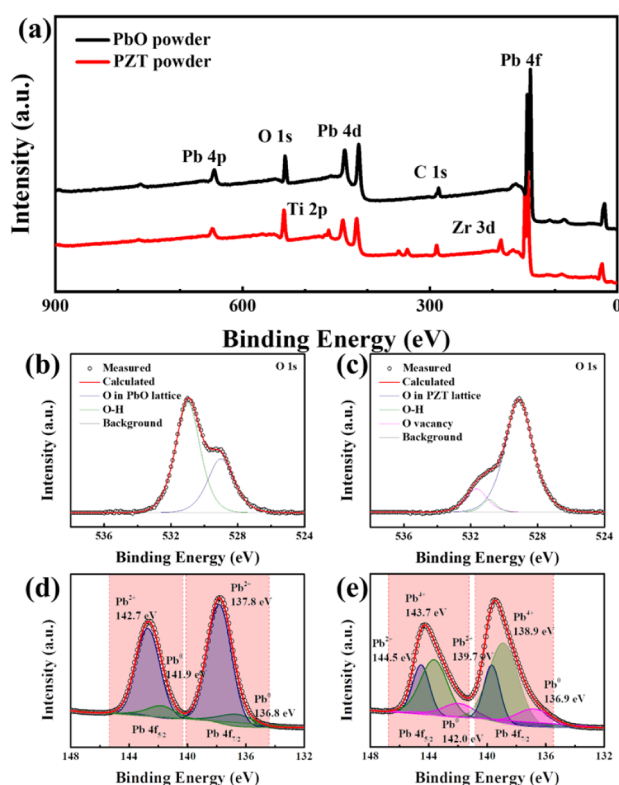 (a)
PbO powder
PZT powder
Pb 4f
Pb 4d
O 1s
Pb 4p
C 1s
Ti 2p
Zr 3d
Intensity (a.u.)
900 600 300 0
Binding Energy (eV)
(b)
Measured
Calculated
O in PbO lattice
O-H
Background
O 1s
Intensity (a.u.)
536 532 528 524
Binding Energy (eV)
(c)
Measured
Calculated
O in PZT lattice
O-H
O vacancy
Background
O 1s
Intensity (a.u.)
536 532 528 524
Binding Energy (eV)
(d)
Pb²⁺
142.7 eV
Pb⁰
141.9 eV
Pb²⁺
137.8 eV
Pb⁰
136.8 eV
Pb 4f₅/₂
Pb 4f₇/₂
Intensity (a.u.)
148 144 140 136 132
Binding Energy (eV)
(e)
Pb²⁺
144.5 eV
Pb⁴⁺
143.7 eV
Pb²⁺
139.7 eV
Pb⁴⁺
138.9 eV
Pb⁰
136.9 eV
Pb 4f₅/₂
Pb⁰
142.0 eV
Pb 4f₇/₂
Intensity (a.u.)
148 144 140 136 132
Binding Energy (eV)